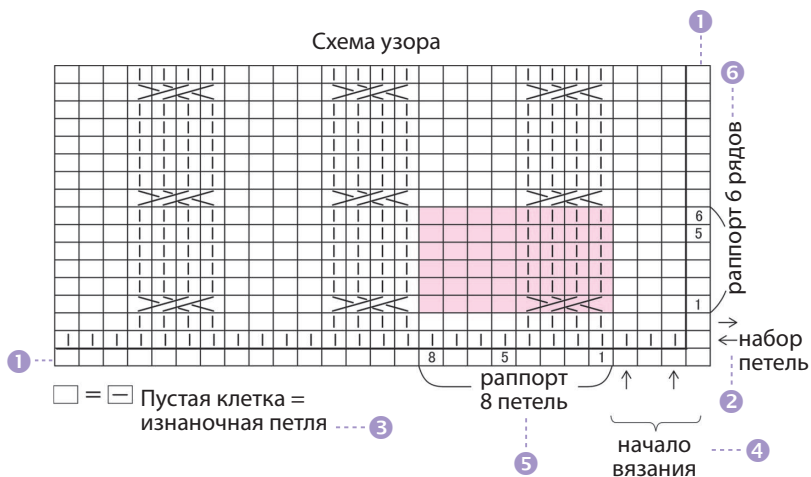 Схема узора
1
6
раппорт 6 рядов
6
5
1
→
← набор
петель
1
8 5 1
2
□ = ⊟ Пустая клетка =
изнаночная петля
3
раппорт
8 петель
5
↑ ↑
начало
вязания
4